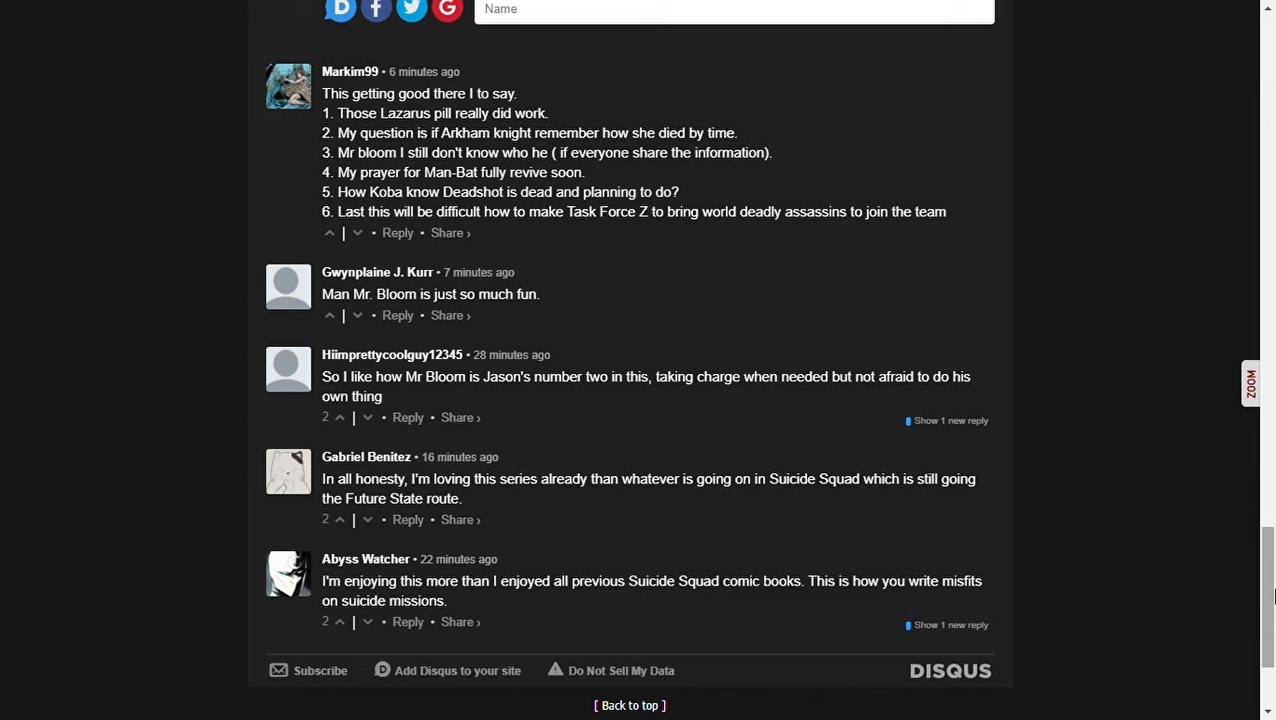 D f G Name
Markim99 • 6 minutes ago
This getting good there I to say.
1. Those Lazarus pill really did work.
2. My question is if Arkham knight remember how she died by time.
3. Mr bloom I still don't know who he ( if everyone share the information).
4. My prayer for Man-Bat fully revive soon.
5. How Koba know Deadshot is dead and planning to do?
6. Last this will be difficult how to make Task Force Z to bring world deadly assassins to join the team
| • Reply • Share ›
Gwynplaine J. Kurr • 7 minutes ago
Man Mr. Bloom is just so much fun.
| • Reply • Share ›
Hiimprettycoolguy12345 • 28 minutes ago
So I like how Mr Bloom is Jason's number two in this, taking charge when needed but not afraid to do his
own thing
2 | • Reply • Share ›
Show 1 new reply
Gabriel Benitez • 16 minutes ago
In all honesty, I'm loving this series already than whatever is going on in Suicide Squad which is still going
the Future State route.
2 | • Reply • Share ›
Abyss Watcher • 22 minutes ago
I'm enjoying this more than I enjoyed all previous Suicide Squad comic books. This is how you write misfits
on suicide missions.
2 | • Reply • Share ›
Show 1 new reply
Subscribe D Add Disqus to your site Do Not Sell My Data DISQUS
[ Back to top ]
ZOOM